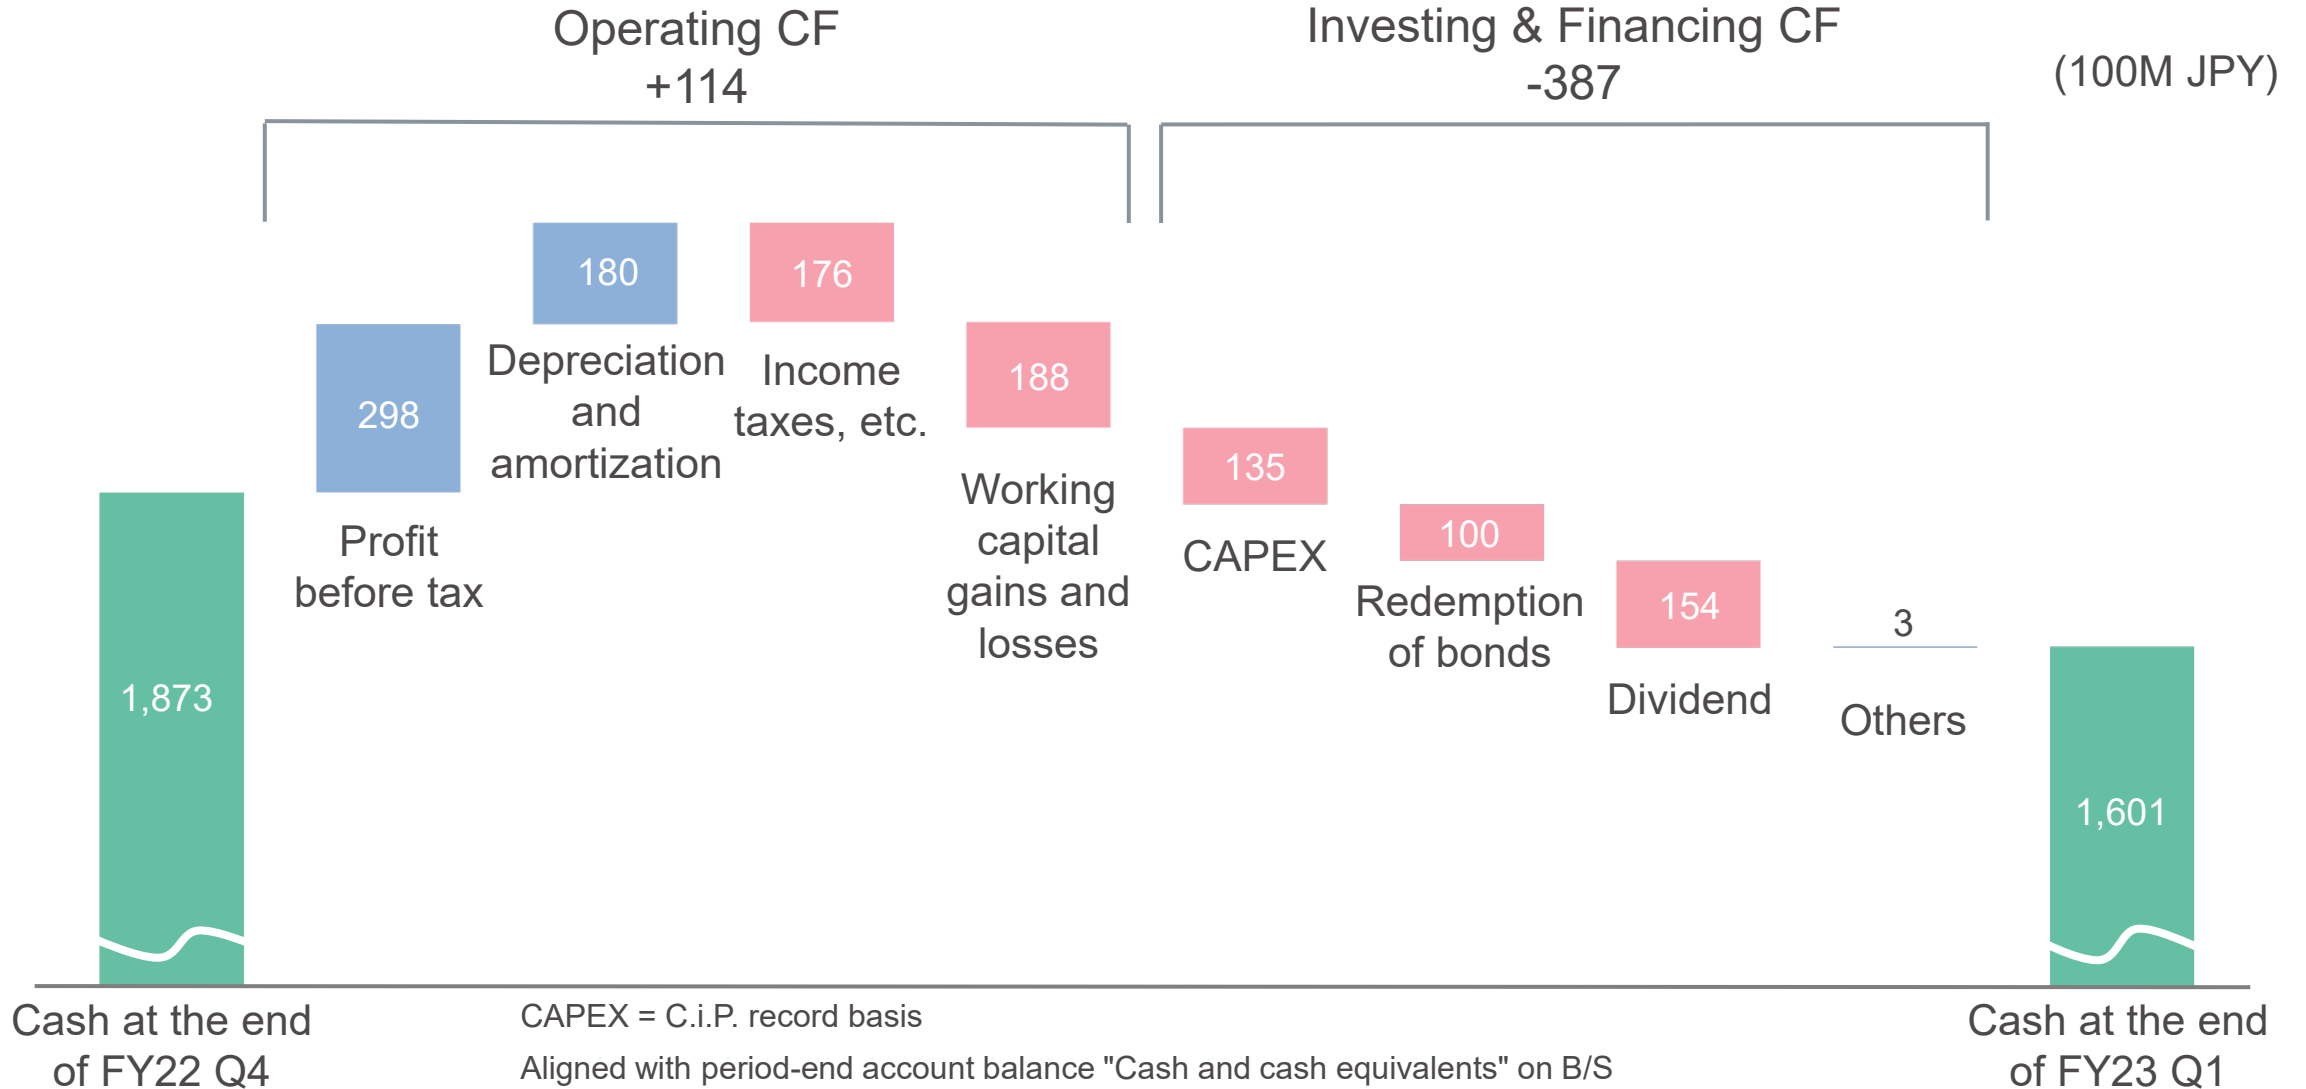 Operating CF
+114
Investing & Financing CF
-387
(100M JPY)
1,873
Cash at the end
of FY22 Q4
298
Profit
before tax
180
Depreciation
and
amortization
176
Income
taxes, etc.
188
Working
capital
gains and
losses
135
CAPEX
100
Redemption
of bonds
154
Dividend
3
Others
1,601
Cash at the end
of FY23 Q1
CAPEX = C.i.P. record basis
Aligned with period-end account balance "Cash and cash equivalents" on B/S